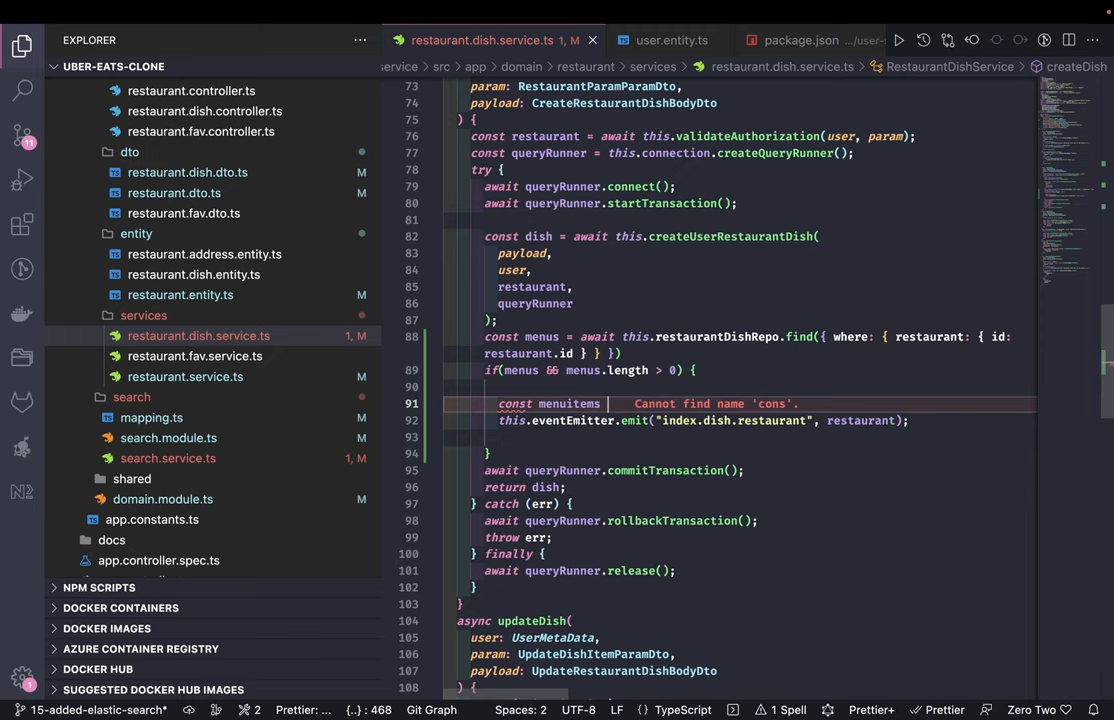 EXPLORER
UBER-EATS-CLONE
restaurant.controller.ts
restaurant.dish.controller.ts
restaurant.fav.controller.ts
dto
restaurant.dish.dto.ts M
restaurant.dto.ts M
restaurant.fav.dto.ts
entity
restaurant.address.entity.ts
restaurant.dish.entity.ts
restaurant.entity.ts M
services
restaurant.dish.service.ts 1, M
restaurant.fav.service.ts
restaurant.service.ts M
search
mapping.ts M
search.module.ts M
search.service.ts 1, M
shared
domain.module.ts M
app.constants.ts
docs
app.controller.spec.ts
NPM SCRIPTS
DOCKER CONTAINERS
DOCKER IMAGES
AZURE CONTAINER REGISTRY
DOCKER HUB
SUGGESTED DOCKER HUB IMAGES
11
1
restaurant.dish.service.ts 1, M
user.entity.ts
package.json .../user-s
service > src > app > domain > restaurant > services > restaurant.dish.service.ts > RestaurantDishService > createDish
73 param: RestaurantParamParamDto,
74 payload: CreateRestaurantDishBodyDto
75 ) {
76 const restaurant = await this.validateAuthorization(user, param);
77 const queryRunner = this.connection.createQueryRunner();
78 try {
79 await queryRunner.connect();
80 await queryRunner.startTransaction();
81
82 const dish = await this.createUserRestaurantDish(
83 payload,
84 user,
85 restaurant,
86 queryRunner
87 );
88 const menus = await this.restaurantDishRepo.find({ where: { restaurant: { id:
restaurant.id } } })
89 if(menus && menus.length > 0) {
90
91 const menuitems Cannot find name 'cons'.
92 this.eventEmitter.emit("index.dish.restaurant", restaurant);
93
94 }
95 await queryRunner.commitTransaction();
96 return dish;
97 } catch (err) {
98 await queryRunner.rollbackTransaction();
99 throw err;
100 } finally {
101 await queryRunner.release();
102 }
103 }
104 async updateDish(
105 user: UserMetaData,
106 param: UpdateDishItemParamDto,
107 payload: UpdateRestaurantDishBodyDto
108 ) {
15-added-elastic-search* 2 Prettier: ... {..} : 468 Git Graph Spaces: 2 UTF-8 LF {} TypeScript 1 Spell Prettier+ Prettier Zero Two